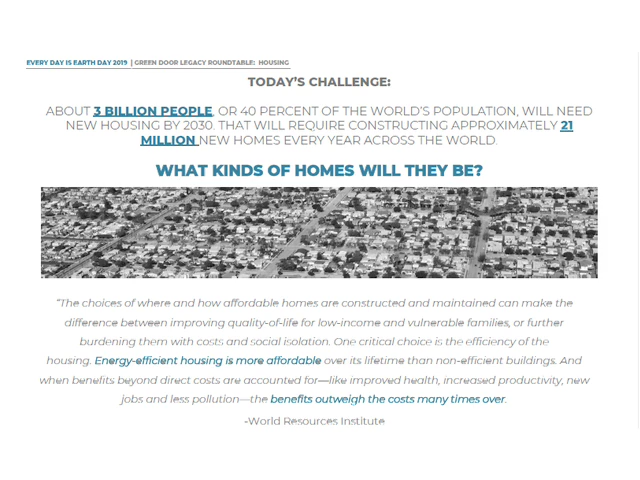 EVERY DAY IS EARTH DAY 2019 | GREEN DOOR LEGACY ROUNDTABLE: HOUSING
TODAY'S CHALLENGE:
ABOUT 3 BILLION PEOPLE, OR 40 PERCENT OF THE WORLD'S POPULATION, WILL NEED
NEW HOUSING BY 2030. THAT WILL REQUIRE CONSTRUCTING APPROXIMATELY 21
MILLION NEW HOMES EVERY YEAR ACROSS THE WORLD.
WHAT KINDS OF HOMES WILL THEY BE?
"The choices of where and how affordable homes are constructed and maintained can make the
difference between improving quality-of-life for low-income and vulnerable families, or further
burdening them with costs and social isolation. One critical choice is the efficiency of the
housing. Energy-efficient housing is more affordable over its lifetime than non-efficient buildings. And
when benefits beyond direct costs are accounted for—like improved health, increased productivity, new
jobs and less pollution—the benefits outweigh the costs many times over.
-World Resources Institute